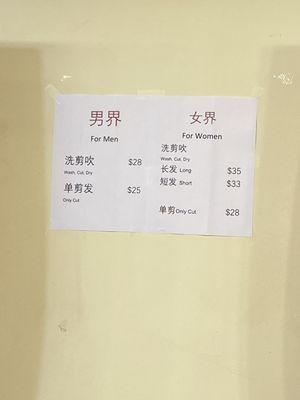 男界
For Men
洗剪吹 $28
Wash, Cut, Dry
单剪发 $25
Only Cut
女界
For Women
洗剪吹
Wash, Cut, Dry
长发 Long $35
短发 Short $33
单剪 Only Cut $28